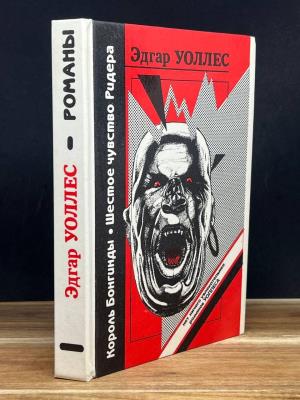 Эдгар УОЛЛЕС • РОМАНЫ
Король Бонгинды • Шестое чувство Ридера
Эдгар УОЛЛЕС